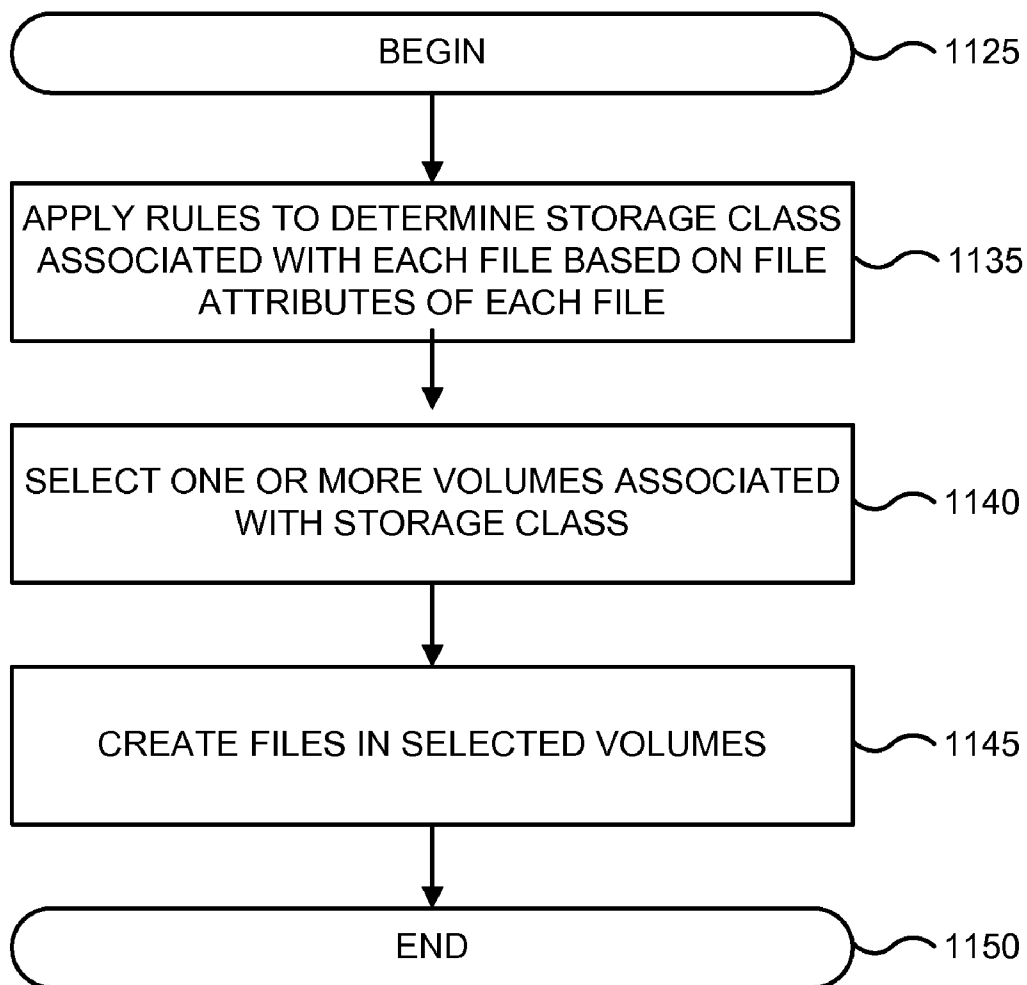 BEGIN
1125
APPLY RULES TO DETERMINE STORAGE CLASS
ASSOCIATED WITH EACH FILE BASED ON FILE
ATTRIBUTES OF EACH FILE
1135
SELECT ONE OR MORE VOLUMES ASSOCIATED
WITH STORAGE CLASS
1140
CREATE FILES IN SELECTED VOLUMES
1145
END
1150